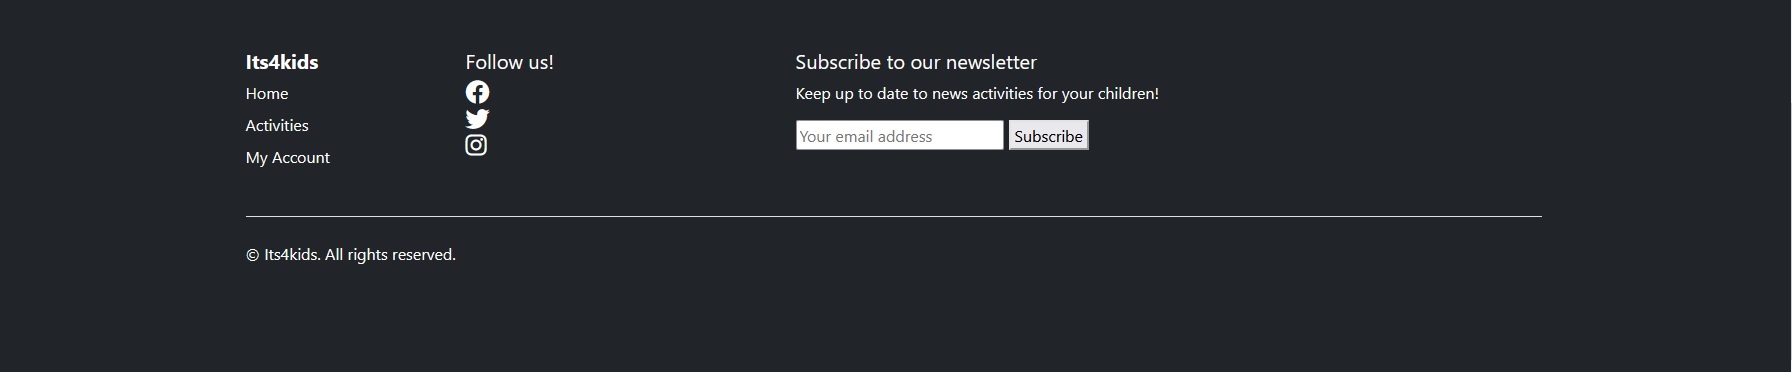 Its4kids
Home
Activities
My Account
Follow us!
Subscribe to our newsletter
Keep up to date to news activities for your children!
Your email address
Subscribe
© Its4kids. All rights reserved.